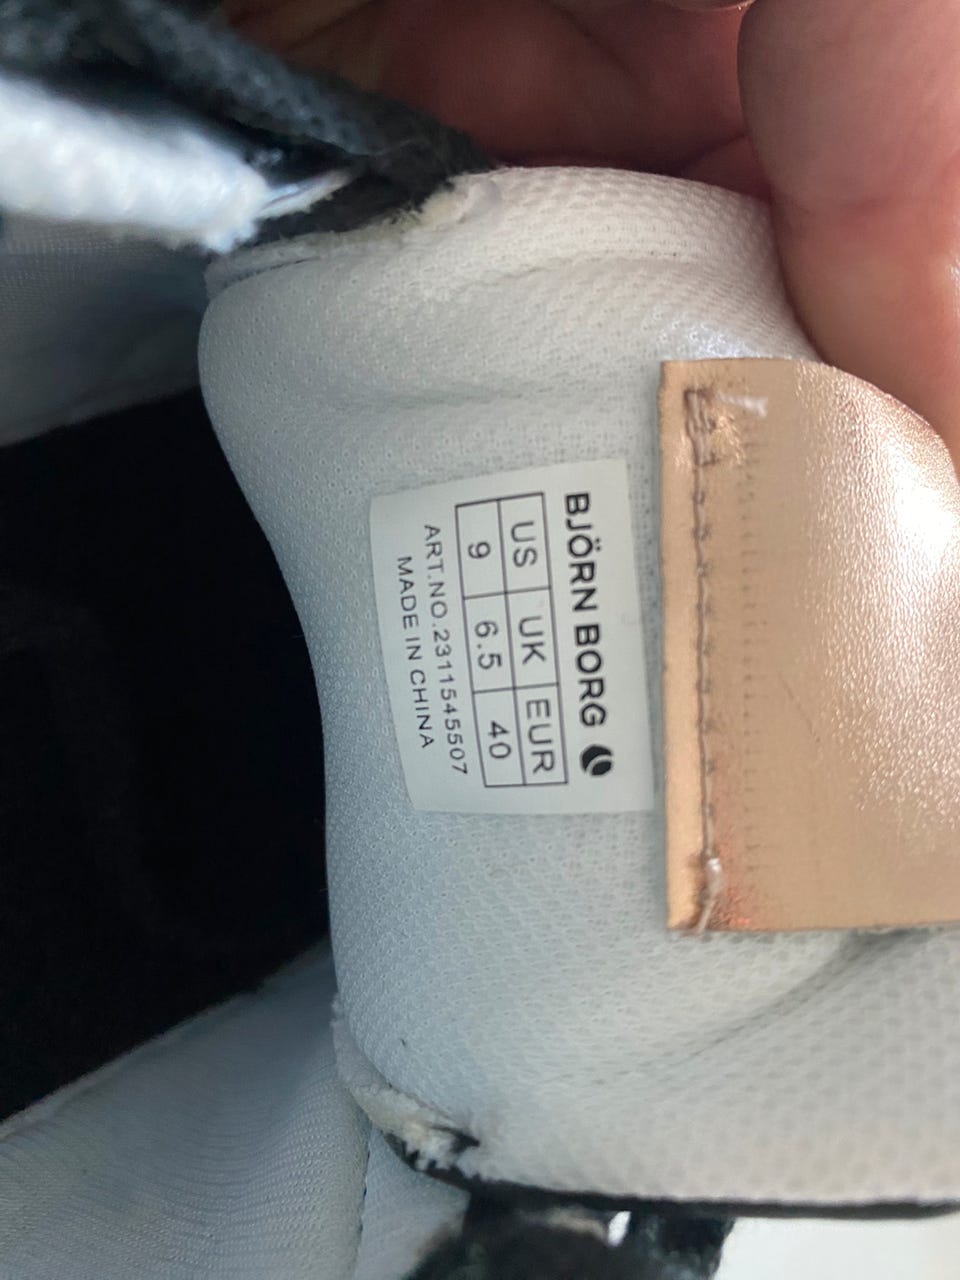 BJÖRN BORG
US UK EUR
9 6.5 40
ART.NO.2311545507
MADE IN CHINA